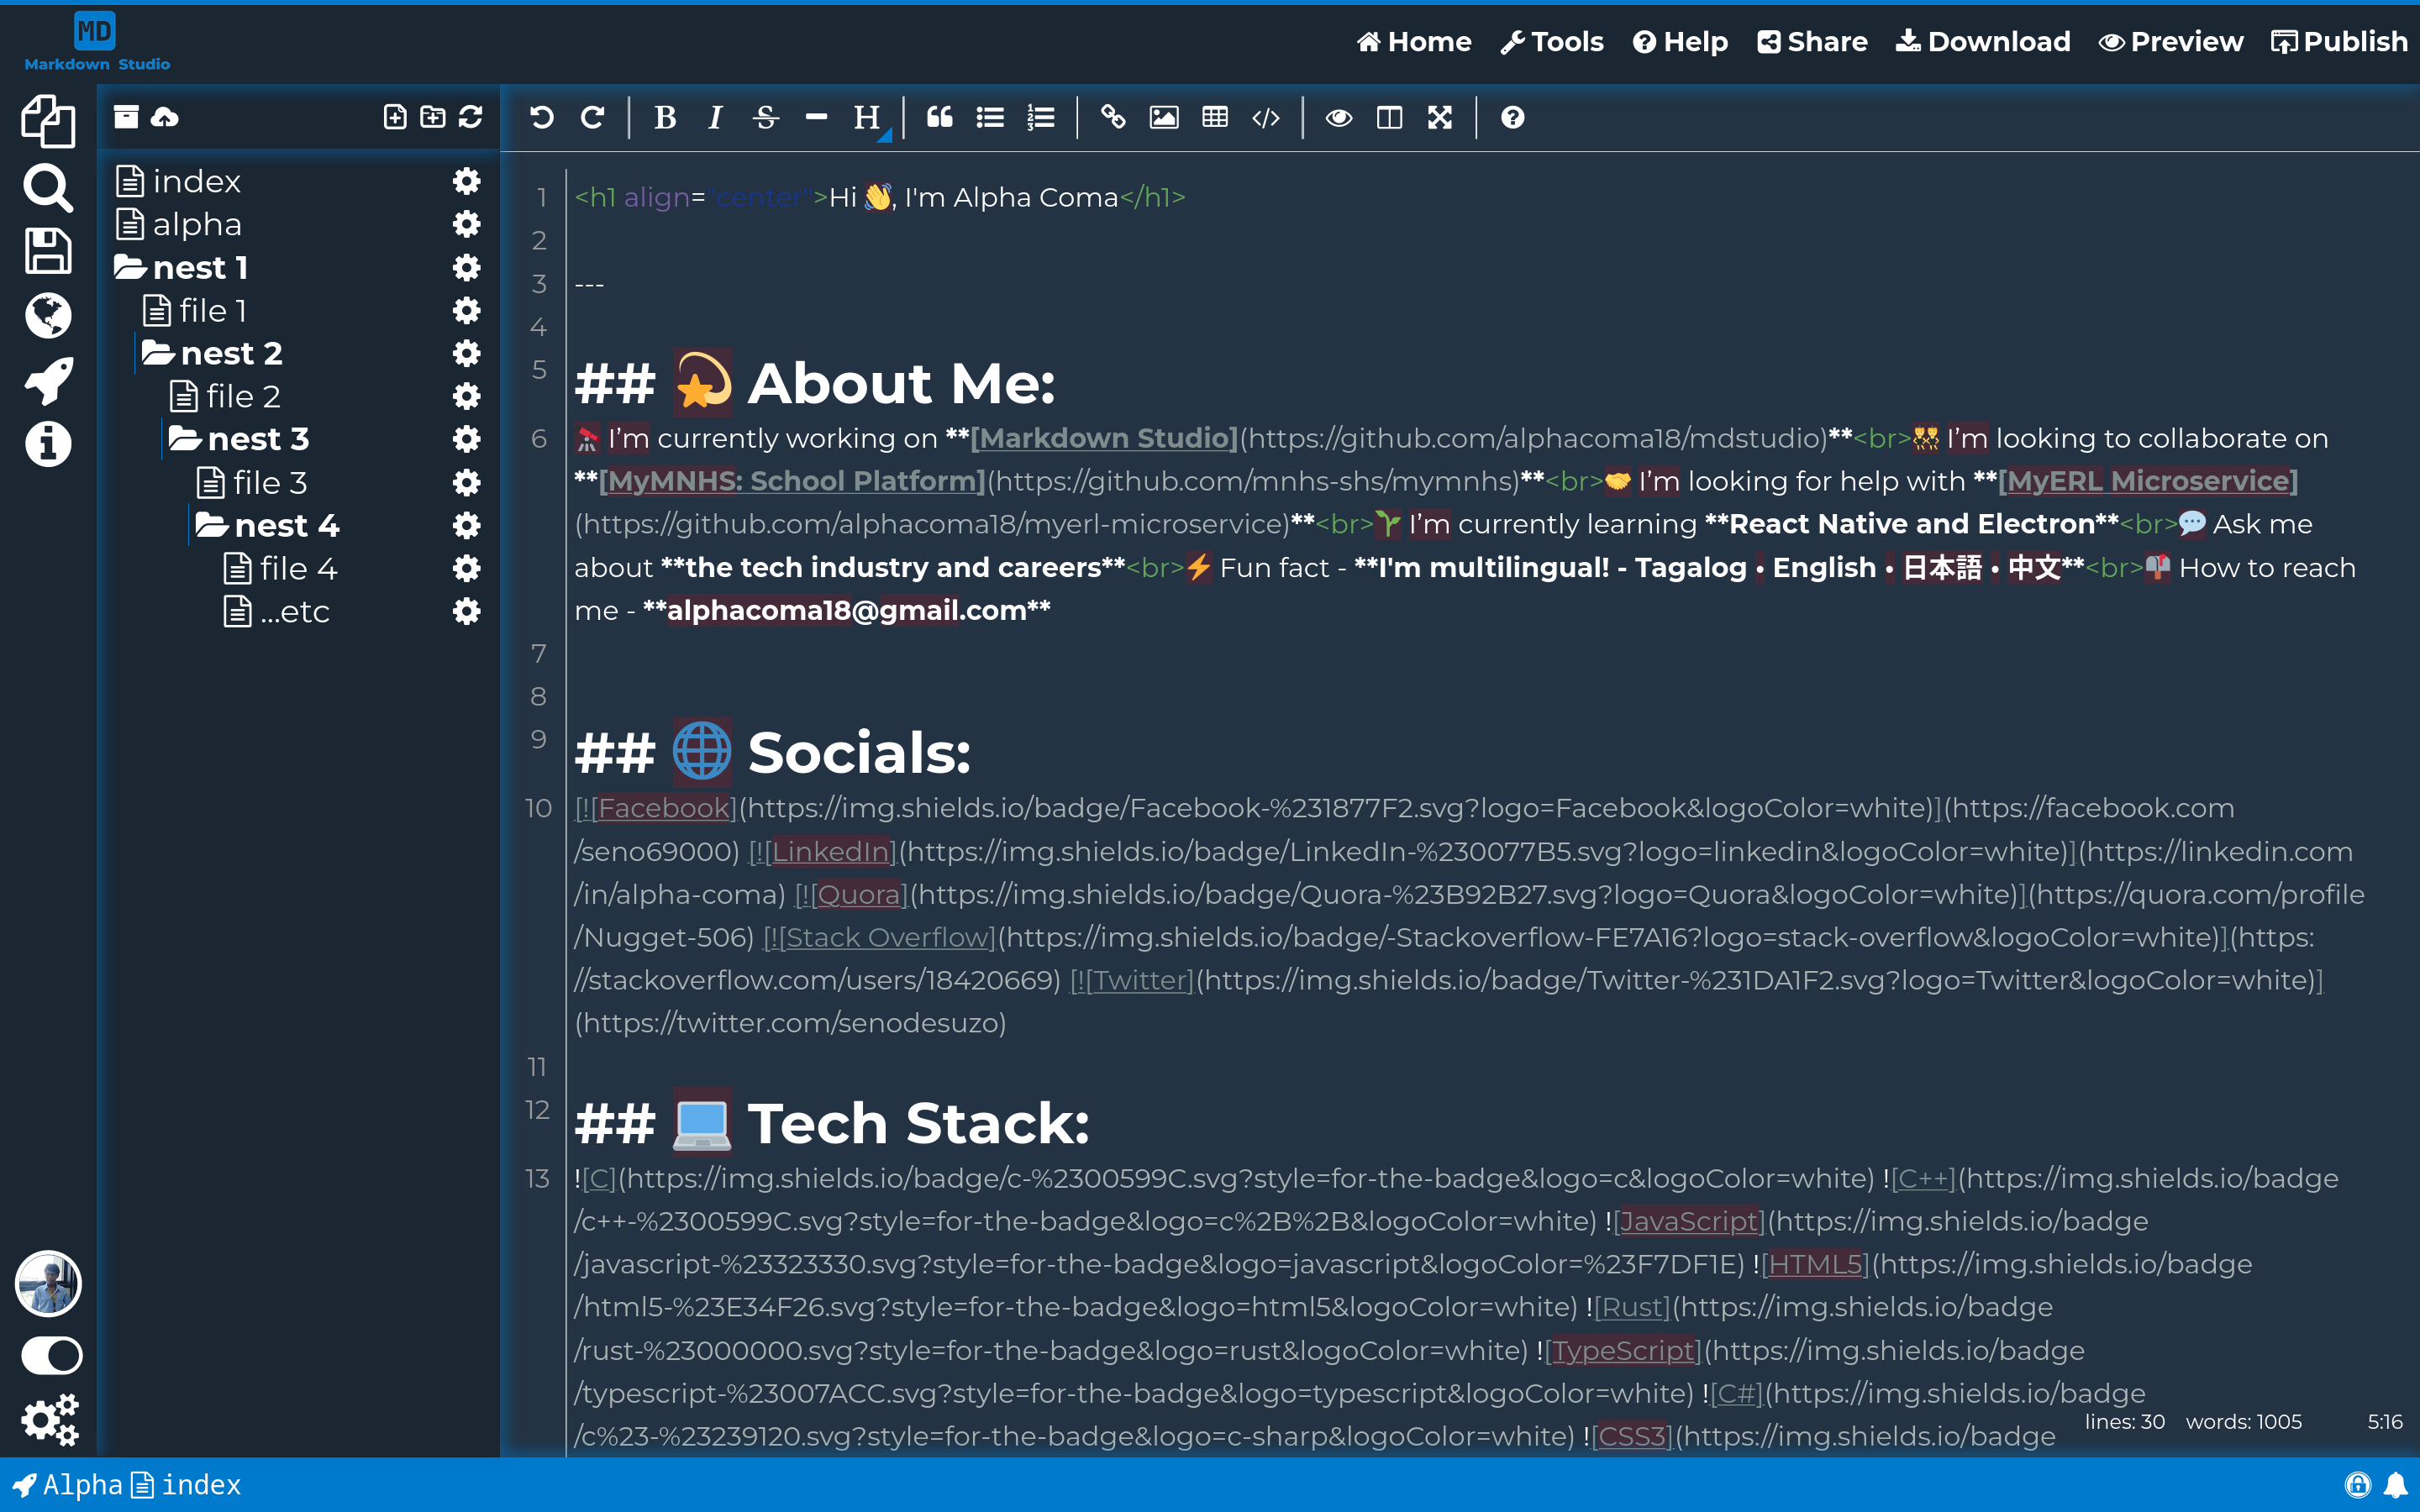 MD
Markdown Studio
Home Tools Help Share Download Preview Publish
B I S H
index
alpha
nest 1
file 1
nest 2
file 2
nest 3
file 3
nest 4
file 4
...etc
1 <h1 align="center">Hi 👋, I'm Alpha Coma</h1>
2
3 ---
4
5 ## 💫 About Me:
6 🔭 I’m currently working on **[Markdown Studio](https://github.com/alphacoma18/mdstudio)**<br>👯 I’m looking to collaborate on
**[MyMNHS: School Platform](https://github.com/mnhs-shs/mymnhs)**<br>🤝 I’m looking for help with **[MyERL Microservice]
(https://github.com/alphacoma18/myerl-microservice)**<br>🌱 I’m currently learning **React Native and Electron**<br>💬 Ask me
about **the tech industry and careers**<br>⚡ Fun fact - **I'm multilingual! - Tagalog • English • 日本語 • 中文**<br>📫 How to reach
me - **alphacoma18@gmail.com**
7
8
9 ## 🌐 Socials:
10 [![Facebook](https://img.shields.io/badge/Facebook-%231877F2.svg?logo=Facebook&logoColor=white)](https://facebook.com
/seno69000) [![LinkedIn](https://img.shields.io/badge/LinkedIn-%230077B5.svg?logo=linkedin&logoColor=white)](https://linkedin.com
/in/alpha-coma) [![Quora](https://img.shields.io/badge/Quora-%23B92B27.svg?logo=Quora&logoColor=white)](https://quora.com/profile
/Nugget-506) [![Stack Overflow](https://img.shields.io/badge/-Stackoverflow-FE7A16?logo=stack-overflow&logoColor=white)](https:
//stackoverflow.com/users/18420669) [![Twitter](https://img.shields.io/badge/Twitter-%231DA1F2.svg?logo=Twitter&logoColor=white)]
(https://twitter.com/senodesuzo)
11
12 ## 💻 Tech Stack:
13 ![C](https://img.shields.io/badge/c-%2300599C.svg?style=for-the-badge&logo=c&logoColor=white) ![C++](https://img.shields.io/badge
/c++-%2300599C.svg?style=for-the-badge&logo=c%2B%2B&logoColor=white) ![JavaScript](https://img.shields.io/badge
/javascript-%23323330.svg?style=for-the-badge&logo=javascript&logoColor=%23F7DF1E) ![HTML5](https://img.shields.io/badge
/html5-%23E34F26.svg?style=for-the-badge&logo=html5&logoColor=white) ![Rust](https://img.shields.io/badge
/rust-%23000000.svg?style=for-the-badge&logo=rust&logoColor=white) ![TypeScript](https://img.shields.io/badge
/typescript-%23007ACC.svg?style=for-the-badge&logo=typescript&logoColor=white) ![C#](https://img.shields.io/badge
/c%23-%23239120.svg?style=for-the-badge&logo=c-sharp&logoColor=white) ![CSS3](https://img.shields.io/badge
lines: 30 words: 1005 5:16
Alpha index